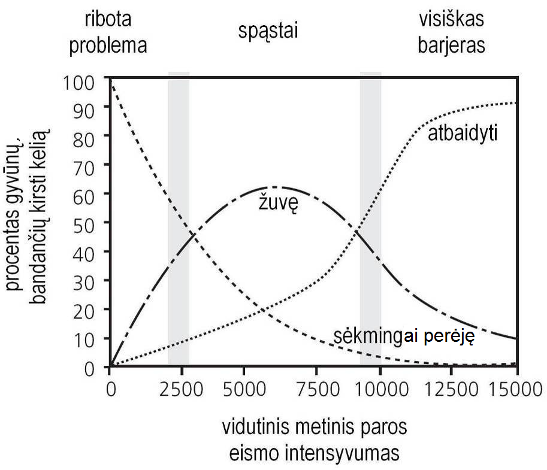 ribota
problema
spąstai
visiškas
barjeras
procentas gyvūnų,
bandančių kirsti kelią
100
90
80
70
60
50
40
30
20
10
0
atbaidyti
žuvę
sėkmingai perėję
0
2500
5000
7500
10000
12500
15000
vidutinis metinis paros
eismo intensyvumas